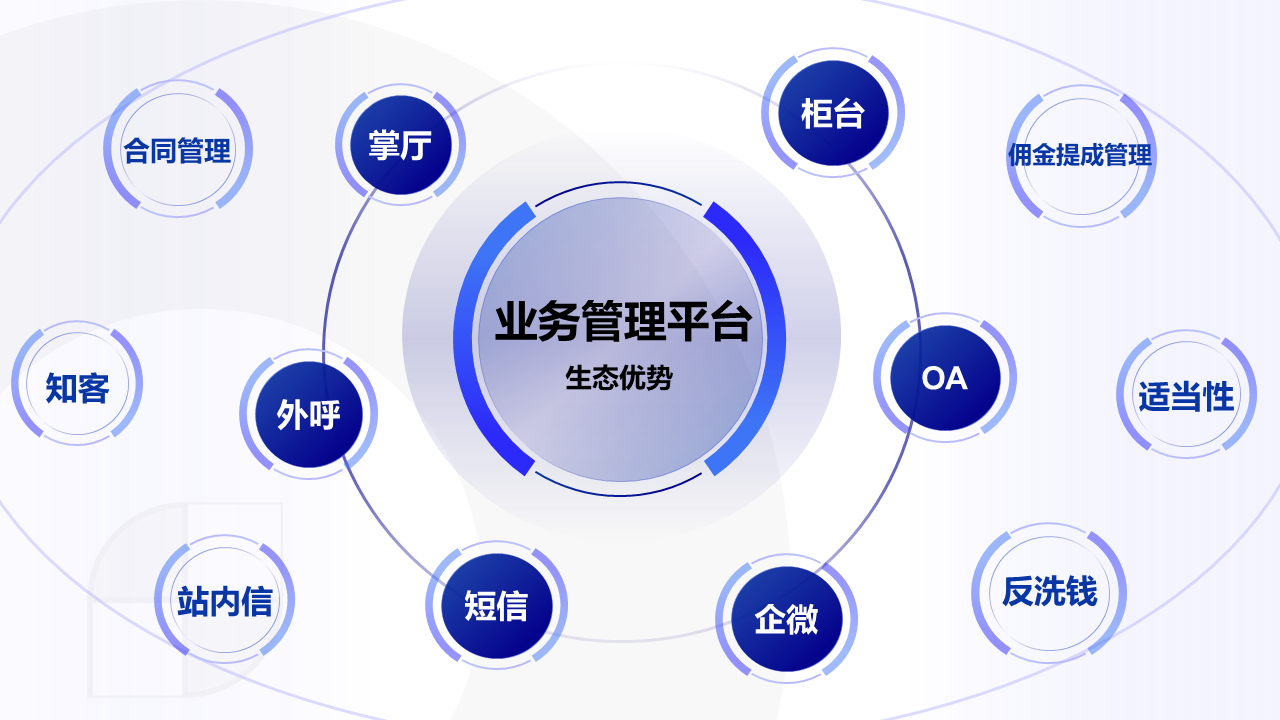 柜台
掌厅
合同管理
佣金提成管理
业务管理平台
生态优势
OA
知客
适当性
外呼
反洗钱
站内信
短信
企微